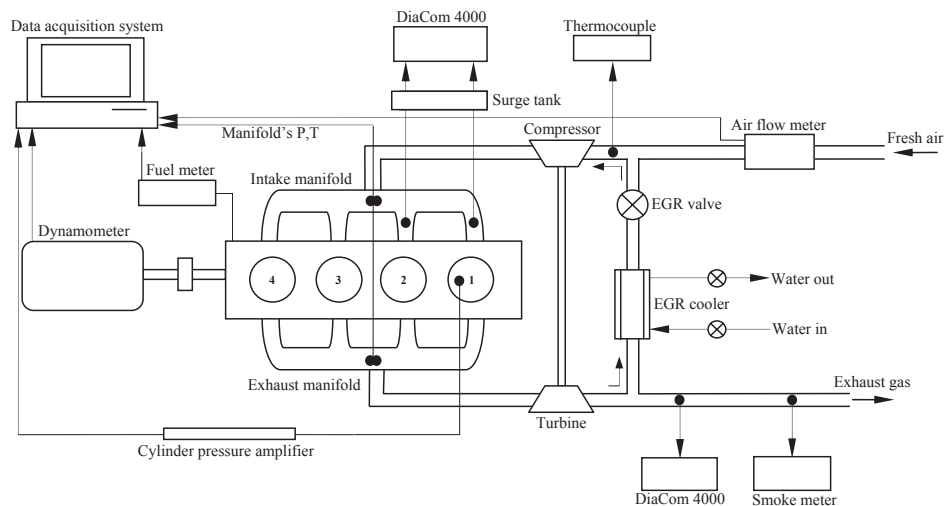 Data acquisition system
DiaCom 4000
Thermocouple
Surge tank
Manifold's P,T
Compressor
Air flow meter
Fresh air
Fuel meter
Intake manifold
EGR valve
Dynamometer
4
3
2
1
Water out
EGR cooler
Water in
Exhaust manifold
Exhaust gas
Turbine
Cylinder pressure amplifier
DiaCom 4000
Smoke meter